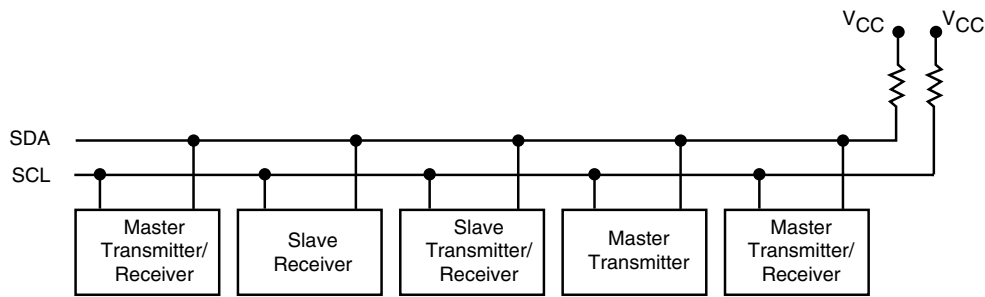 VCC VCC
SDA
SCL
Master
Transmitter/
Receiver
Slave
Receiver
Slave
Transmitter/
Receiver
Master
Transmitter
Master
Transmitter/
Receiver